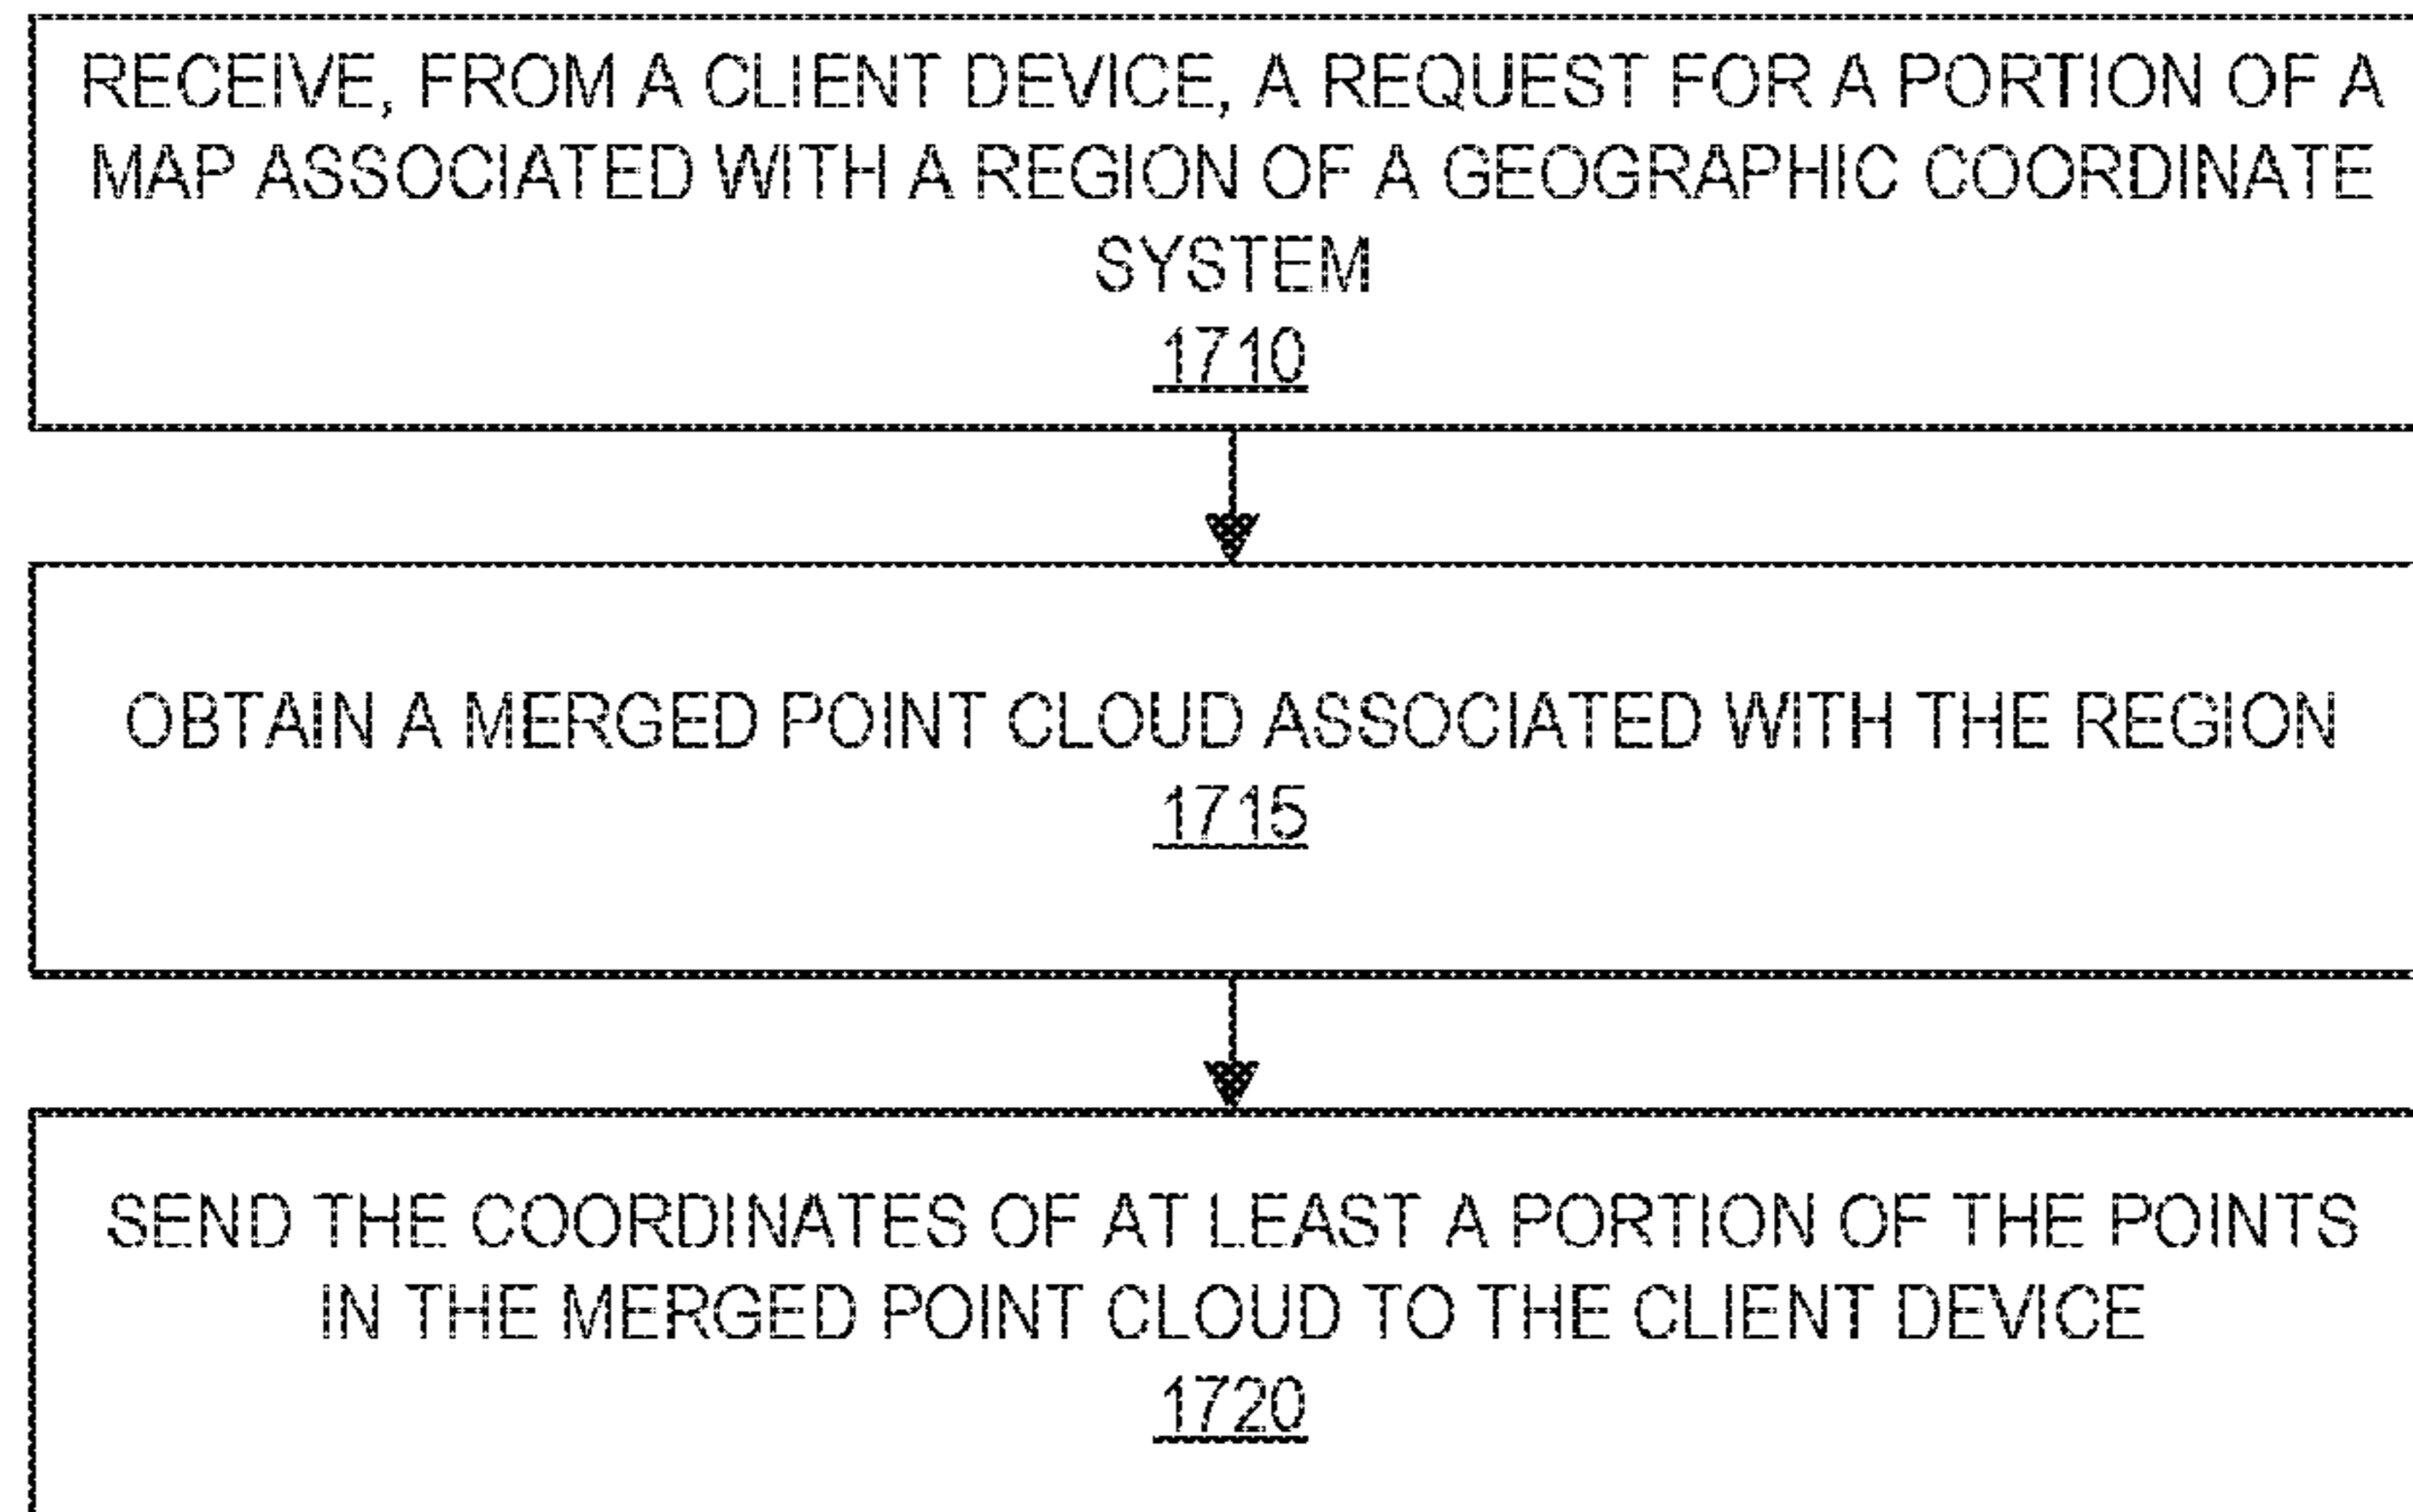 RECEIVE, FROM A CLIENT DEVICE, A REQUEST FOR A PORTION OF A
MAP ASSOCIATED WITH A REGION OF A GEOGRAPHIC COORDINATE
SYSTEM
1710
OBTAIN A MERGED POINT CLOUD ASSOCIATED WITH THE REGION
1715
SEND THE COORDINATES OF AT LEAST A PORTION OF THE POINTS
IN THE MERGED POINT CLOUD TO THE CLIENT DEVICE
1720